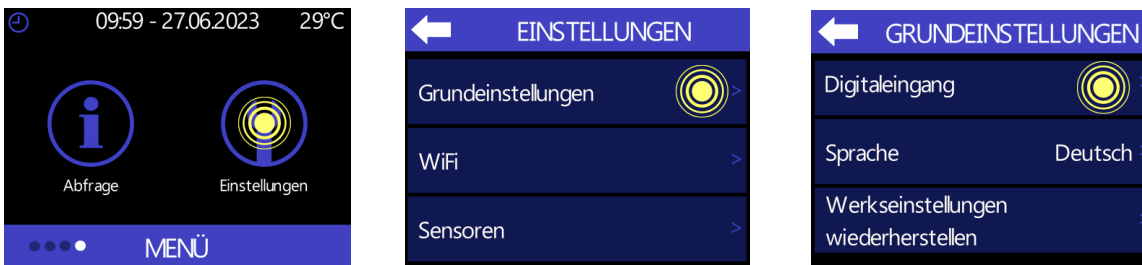 09:59 - 27.06.2023 29°C
Abfrage
Einstellungen
MENÜ
EINSTELLUNGEN
Grundeinstellungen >
WiFi >
Sensoren >
GRUNDEINSTELLUNGEN
Digitaleingang
Sprache Deutsch >
Werkseinstellungen
wiederherstellen